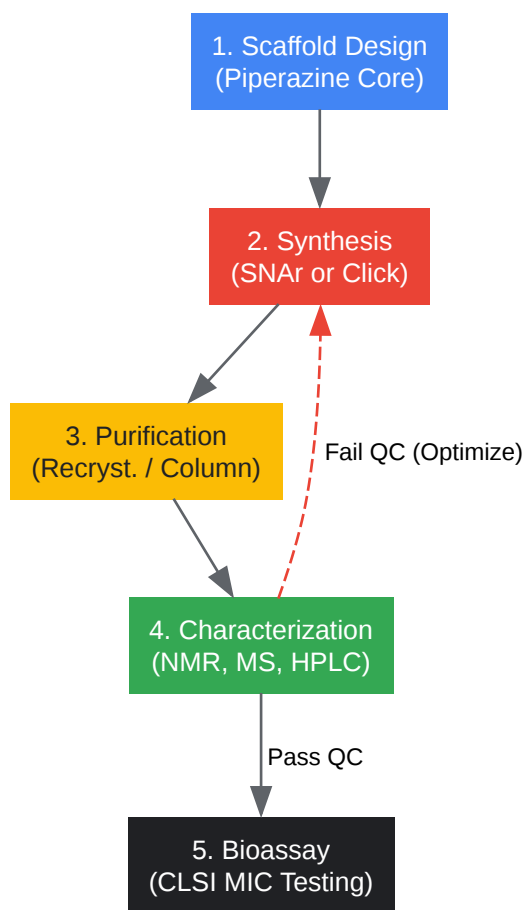 1. Scaffold Design
(Piperazine Core)
2. Synthesis
(SNAr or Click)
3. Purification
(Recryst. / Column)
Fail QC (Optimize)
4. Characterization
(NMR, MS, HPLC)
Pass QC
5. Bioassay
(CLSI MIC Testing)